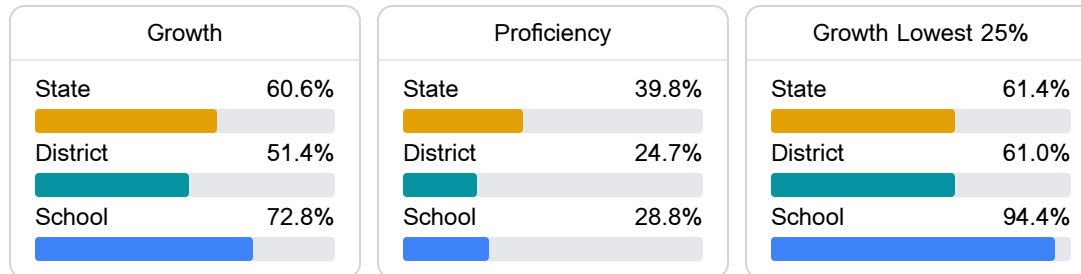 Growth
State 60.6%
District 51.4%
School 72.8%
Proficiency
State 39.8%
District 24.7%
School 28.8%
Growth Lowest 25%
State 61.4%
District 61.0%
School 94.4%